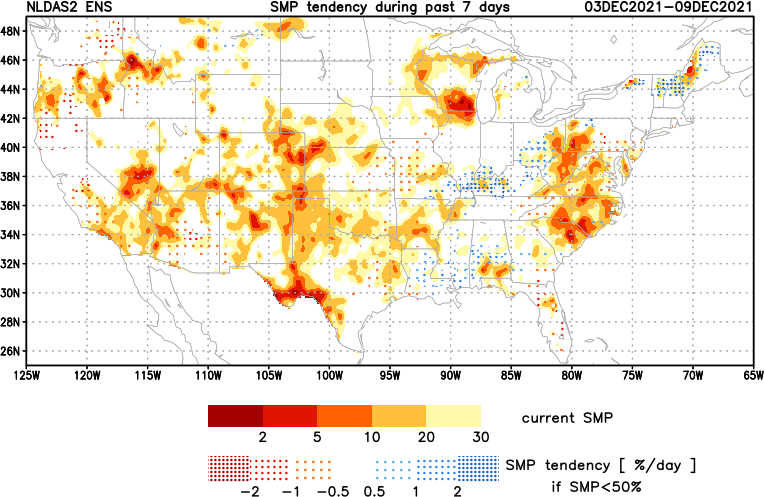 NLDAS2 ENS SMP tendency during past 7 days 03DEC2021−09DEC2021
48N
46N
44N
42N
40N
38N
36N
34N
32N
30N
28N
26N
125W 120W 115W 110W 105W 100W 95W 90W 85W 80W 75W 70W 65W
current SMP
2 5 10 20 30
SMP tendency [ %/day ]
if SMP<50%
−2 −1 −0.5 0.5 1 2